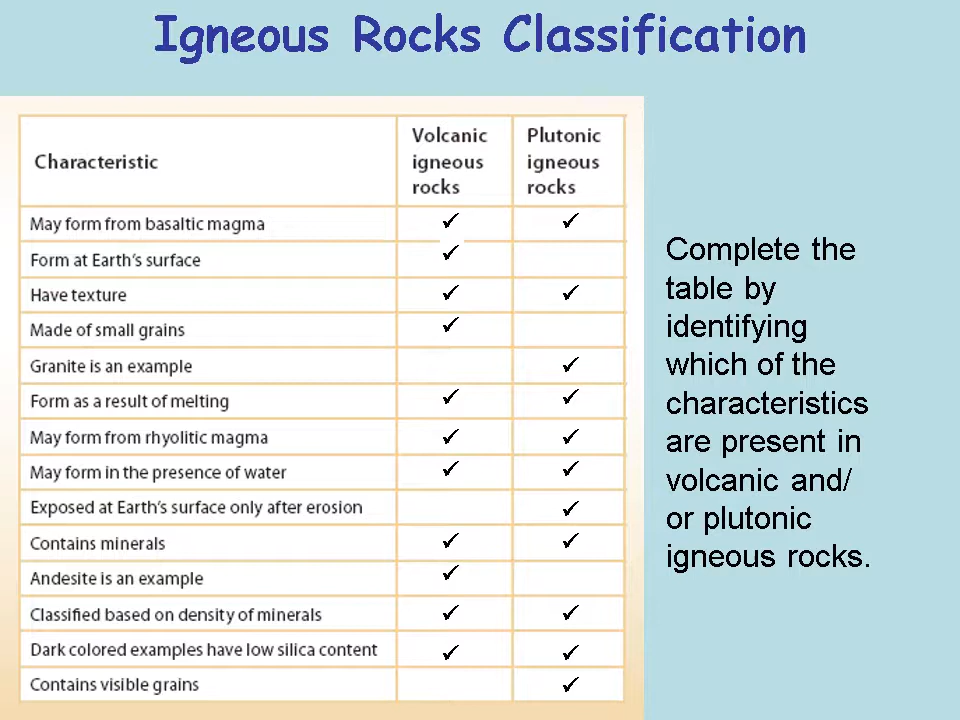 Igneous Rocks Classification
Characteristic
Volcanic
igneous
rocks
Plutonic
igneous
rocks
May form from basaltic magma ✓ ✓
Form at Earth's surface ✓
Have texture ✓ ✓
Made of small grains ✓
Granite is an example ✓
Form as a result of melting ✓ ✓
May form from rhyolitic magma ✓ ✓
May form in the presence of water ✓ ✓
Exposed at Earth's surface only after erosion ✓
Contains minerals ✓ ✓
Andesite is an example ✓
Classified based on density of minerals ✓ ✓
Dark colored examples have low silica content ✓ ✓
Contains visible grains ✓
Complete the
table by
identifying
which of the
characteristics
are present in
volcanic and/
or plutonic
igneous rocks.